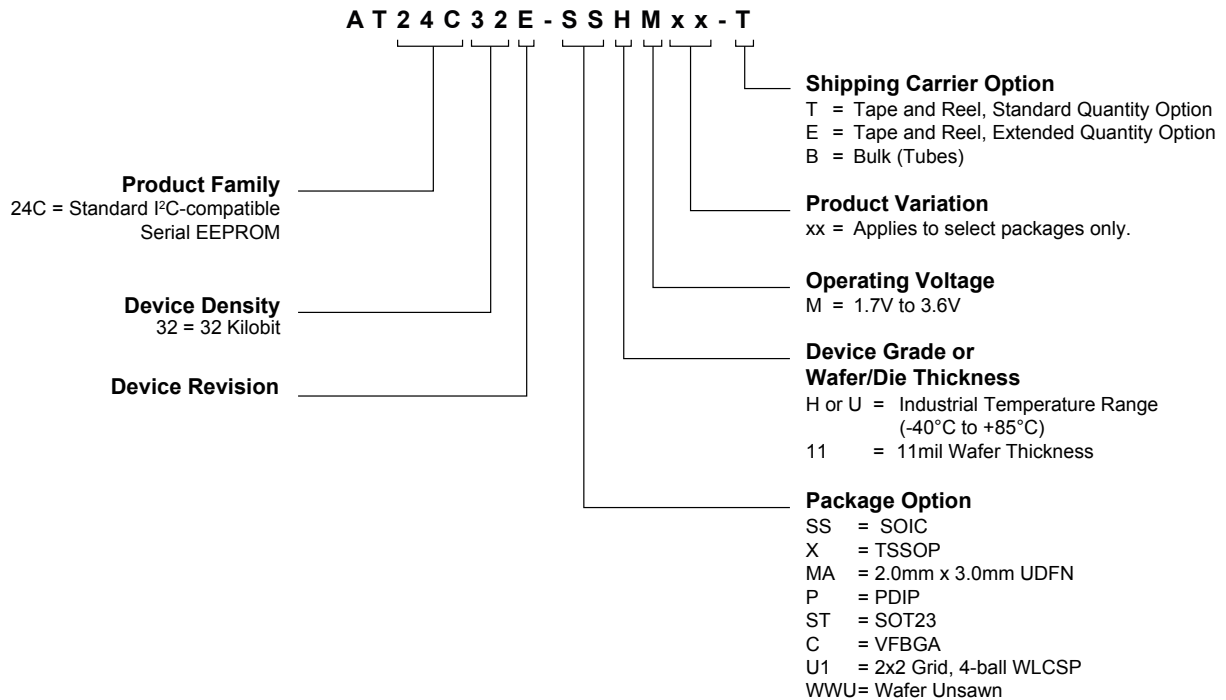 AT24C32E-SSHMxx-T
Product Family
24C = Standard I²C-compatible
Serial EEPROM
Device Density
32 = 32 Kilobit
Device Revision
Shipping Carrier Option
T = Tape and Reel, Standard Quantity Option
E = Tape and Reel, Extended Quantity Option
B = Bulk (Tubes)
Product Variation
xx = Applies to select packages only.
Operating Voltage
M = 1.7V to 3.6V
Device Grade or
Wafer/Die Thickness
H or U = Industrial Temperature Range
(-40°C to +85°C)
11 = 11mil Wafer Thickness
Package Option
SS = SOIC
X = TSSOP
MA = 2.0mm x 3.0mm UDFN
P = PDIP
ST = SOT23
C = VFBGA
U1 = 2x2 Grid, 4-ball WLCSP
WWU= Wafer Unsawn